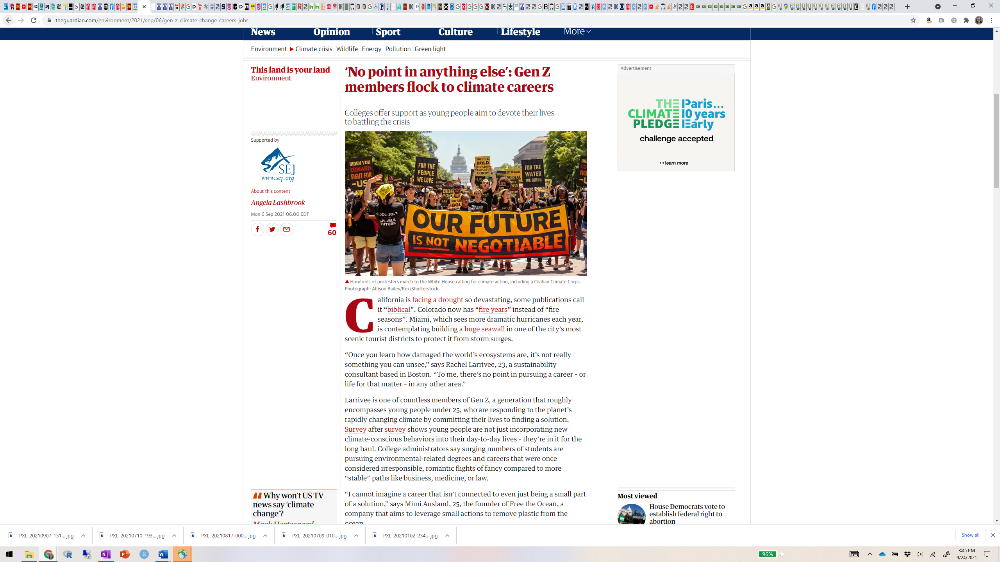 theguardian.com/environment/2021/sep/06/gen-z-climate-change-careers-jobs
News
Opinion
Sport
Culture
Lifestyle
More
Environment
Climate crisis
Wildlife
Energy
Pollution
Green light
This land is your land
Environment
Supported by
SEJ
www.sej.org
About this content
Angela Lashbrook
Mon 6 Sep 2021 06.00 EDT
60
‘No point in anything else’: Gen Z
members flock to climate careers
Colleges offer support as young people aim to devote their lives
to battling the crisis
BIDEN YOU
COWARD
FIGHT FOR
-US
FOR THE
PEOPLE
WE LOVE
PASS A
BOLD
CIVILIAN
CLIMATE
CORPS
NO CLIMATE
NO DEAL
FOR THE
WATER
WE DRINK
GOOD JOBS
LIVABLE
FUTURE
OUR FUTURE
IS NOT NEGOTIABLE
Hundreds of protesters march to the White House calling for climate action, including a Civilian Climate Corps.
Photograph: Allison Bailey/Rex/Shutterstock
California is facing a drought so devastating, some publications call
it “biblical”. Colorado now has “fire years” instead of “fire
seasons”. Miami, which sees more dramatic hurricanes each year,
is contemplating building a huge seawall in one of the city’s most
scenic tourist districts to protect it from storm surges.
“Once you learn how damaged the world’s ecosystems are, it’s not really
something you can unsee,” says Rachel Larrivee, 23, a sustainability
consultant based in Boston. “To me, there’s no point in pursuing a career – or
life for that matter – in any other area.”
Larrivee is one of countless members of Gen Z, a generation that roughly
encompasses young people under 25, who are responding to the planet’s
rapidly changing climate by committing their lives to finding a solution.
Survey after survey shows young people are not just incorporating new
climate-conscious behaviors into their day-to-day lives – they’re in it for the
long haul. College administrators say surging numbers of students are
pursuing environmental-related degrees and careers that were once
considered irresponsible, romantic flights of fancy compared to more
“stable” paths like business, medicine, or law.
“I cannot imagine a career that isn’t connected to even just being a small part
of a solution,” says Mimi Ausland, 25, the founder of Free the Ocean, a
company that aims to leverage small actions to remove plastic from the
ocean.
Advertisement
THE Paris...
CLIMATE 10 years
PLEDGE Early
challenge accepted
learn more
Why won’t US TV
news say ‘climate
change’?
Mark Hertsgaard
Most viewed
House Democrats vote to
establish federal right to
abortion
PXL_20210907_151....jpg
PXL_20210710_193....jpg
PXL_20210817_000....jpg
PXL_20210709_010....jpg
PXL_20210102_234....jpg
Show all
96%
3:45 PM
9/24/2021